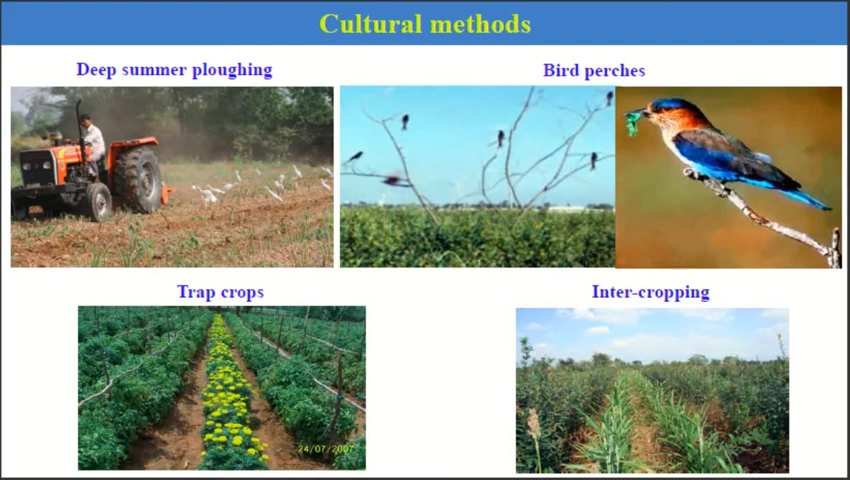 Cultural methods
Deep summer ploughing
Bird perches
Trap crops
Inter-cropping
24/07/2007